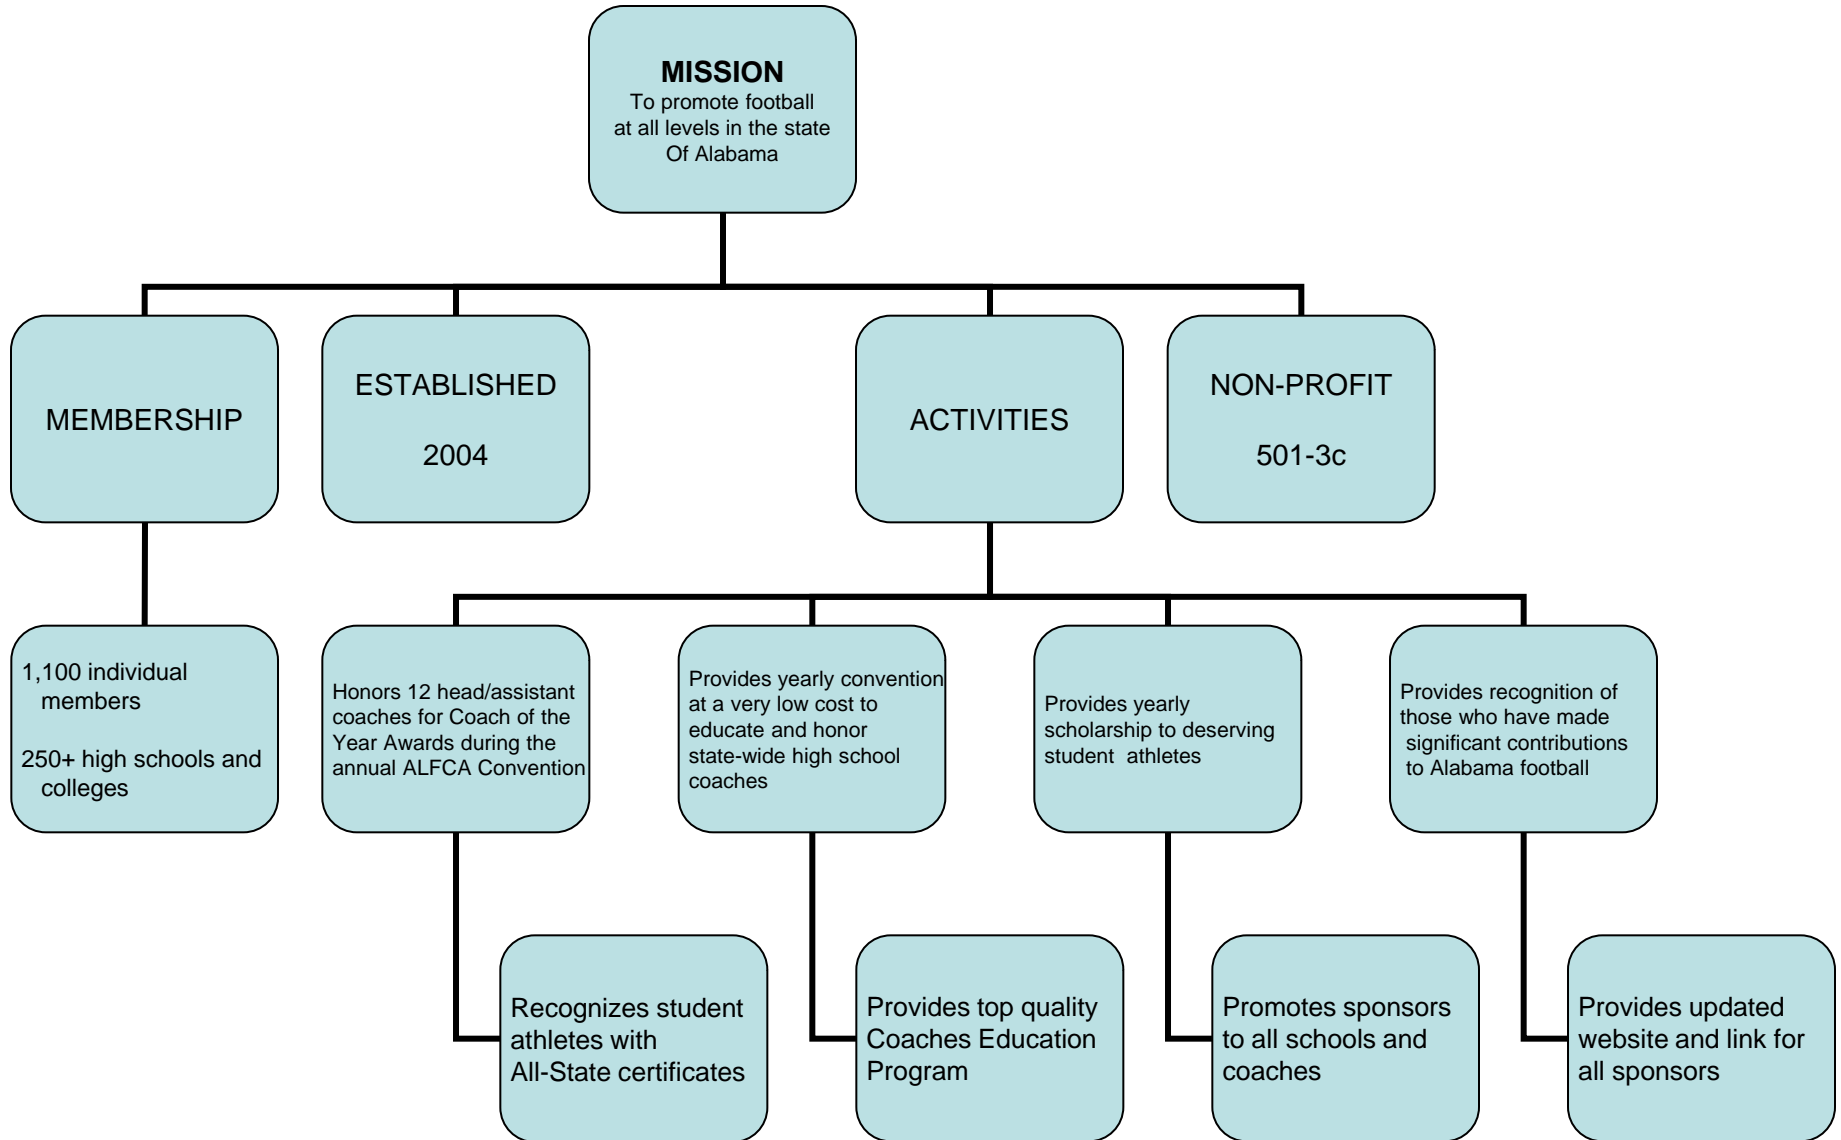 MISSION
To promote football
at all levels in the state
Of Alabama
MEMBERSHIP
ESTABLISHED
2004
ACTIVITIES
NON-PROFIT
501-3c
1,100 individual
members
250+ high schools and
colleges
Honors 12 head/assistant
coaches for Coach of the
Year Awards during the
annual ALFCA Convention
Provides yearly convention
at a very low cost to
educate and honor
state-wide high school
coaches
Provides yearly
scholarship to deserving
student athletes
Provides recognition of
those who have made
significant contributions
to Alabama football
Recognizes student
athletes with
All-State certificates
Provides top quality
Coaches Education
Program
Promotes sponsors
to all schools and
coaches
Provides updated
website and link for
all sponsors